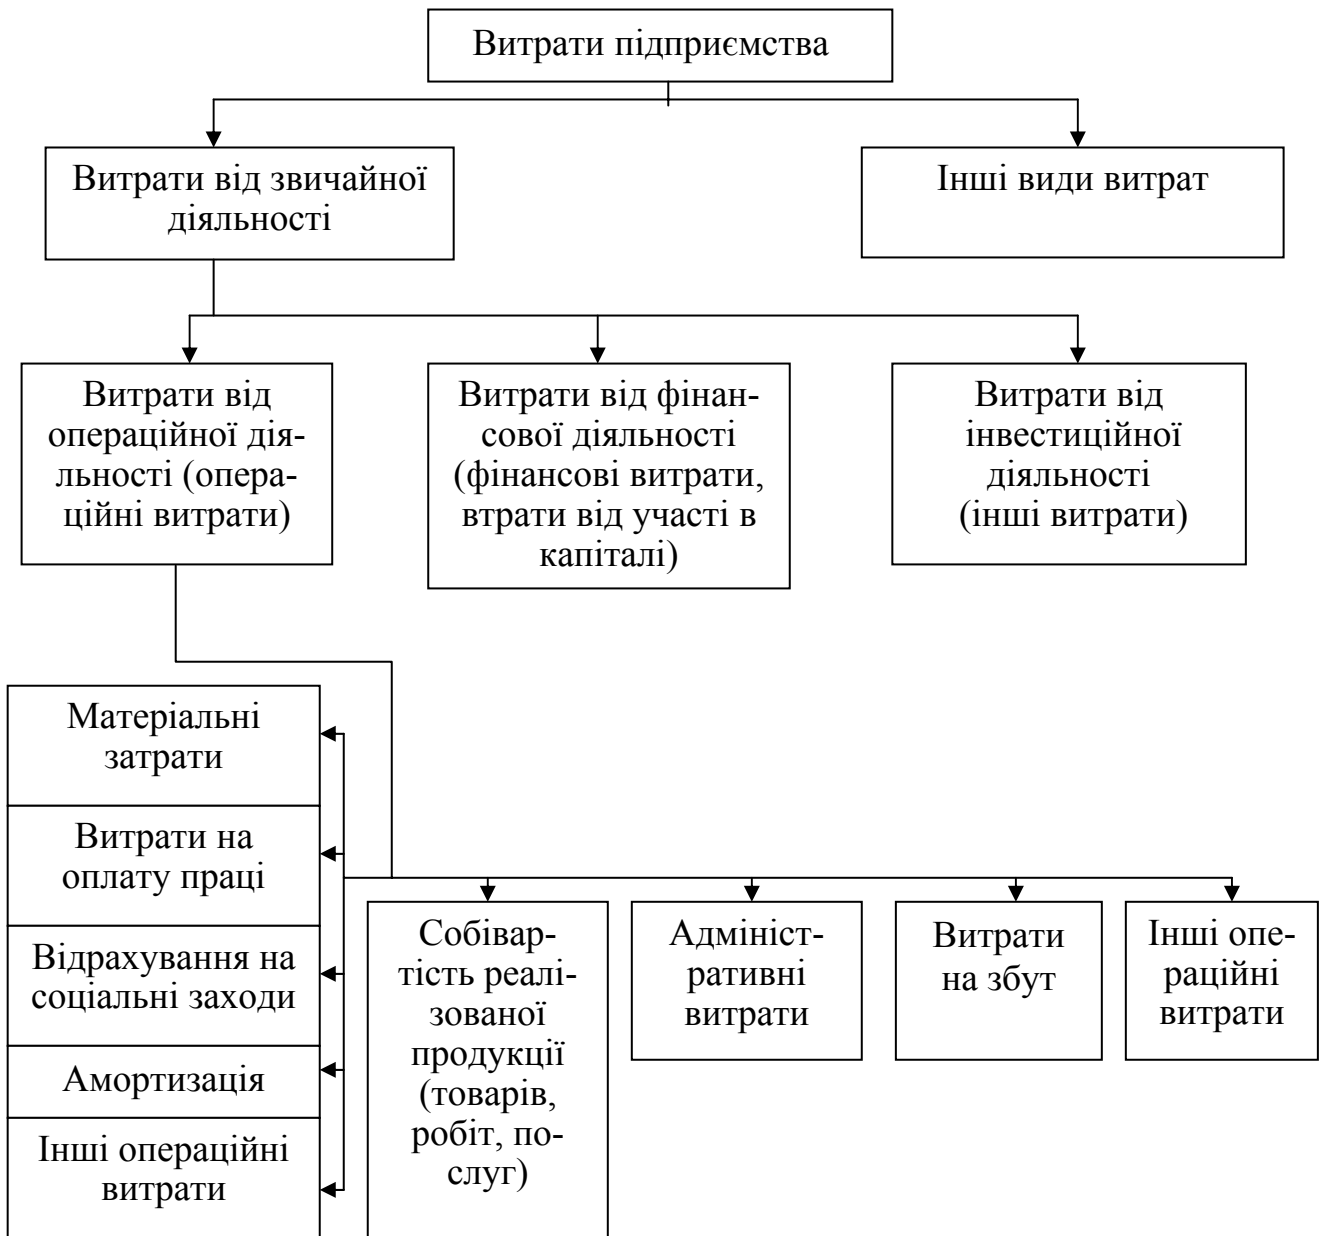 Витрати підприємства
Витрати від звичайної
діяльності
Інші види витрат
Витрати від
операційної дія-
льності (опера-
ційні витрати)
Витрати від фінан-
сової діяльності
(фінансові витрати,
втрати від участі в
капіталі)
Витрати від
інвестиційної
діяльності
(інші витрати)
Матеріальні
затрати
Витрати на
оплату праці
Відрахування на
соціальні заходи
Амортизація
Інші операційні
витрати
Собівар-
тість реалі-
зованої
продукції
(товарів,
робіт, по-
слуг)
Адмініст-
ративні
витрати
Витрати
на збут
Інші опе-
раційні
витрати